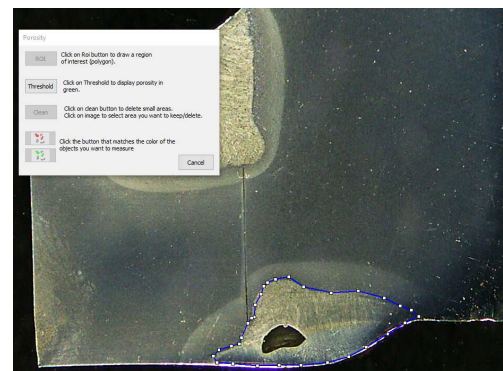 Porosity
ROI
Click on Roi button to draw a region
of interest (polygon).
Threshold
Click on Threshold to display porosity in
green.
Clean
Click on clean button to delete small areas.
Click on image to select area you want to keep/delete.
Click the button that matches the color of the
objects you want to measure
Cancel